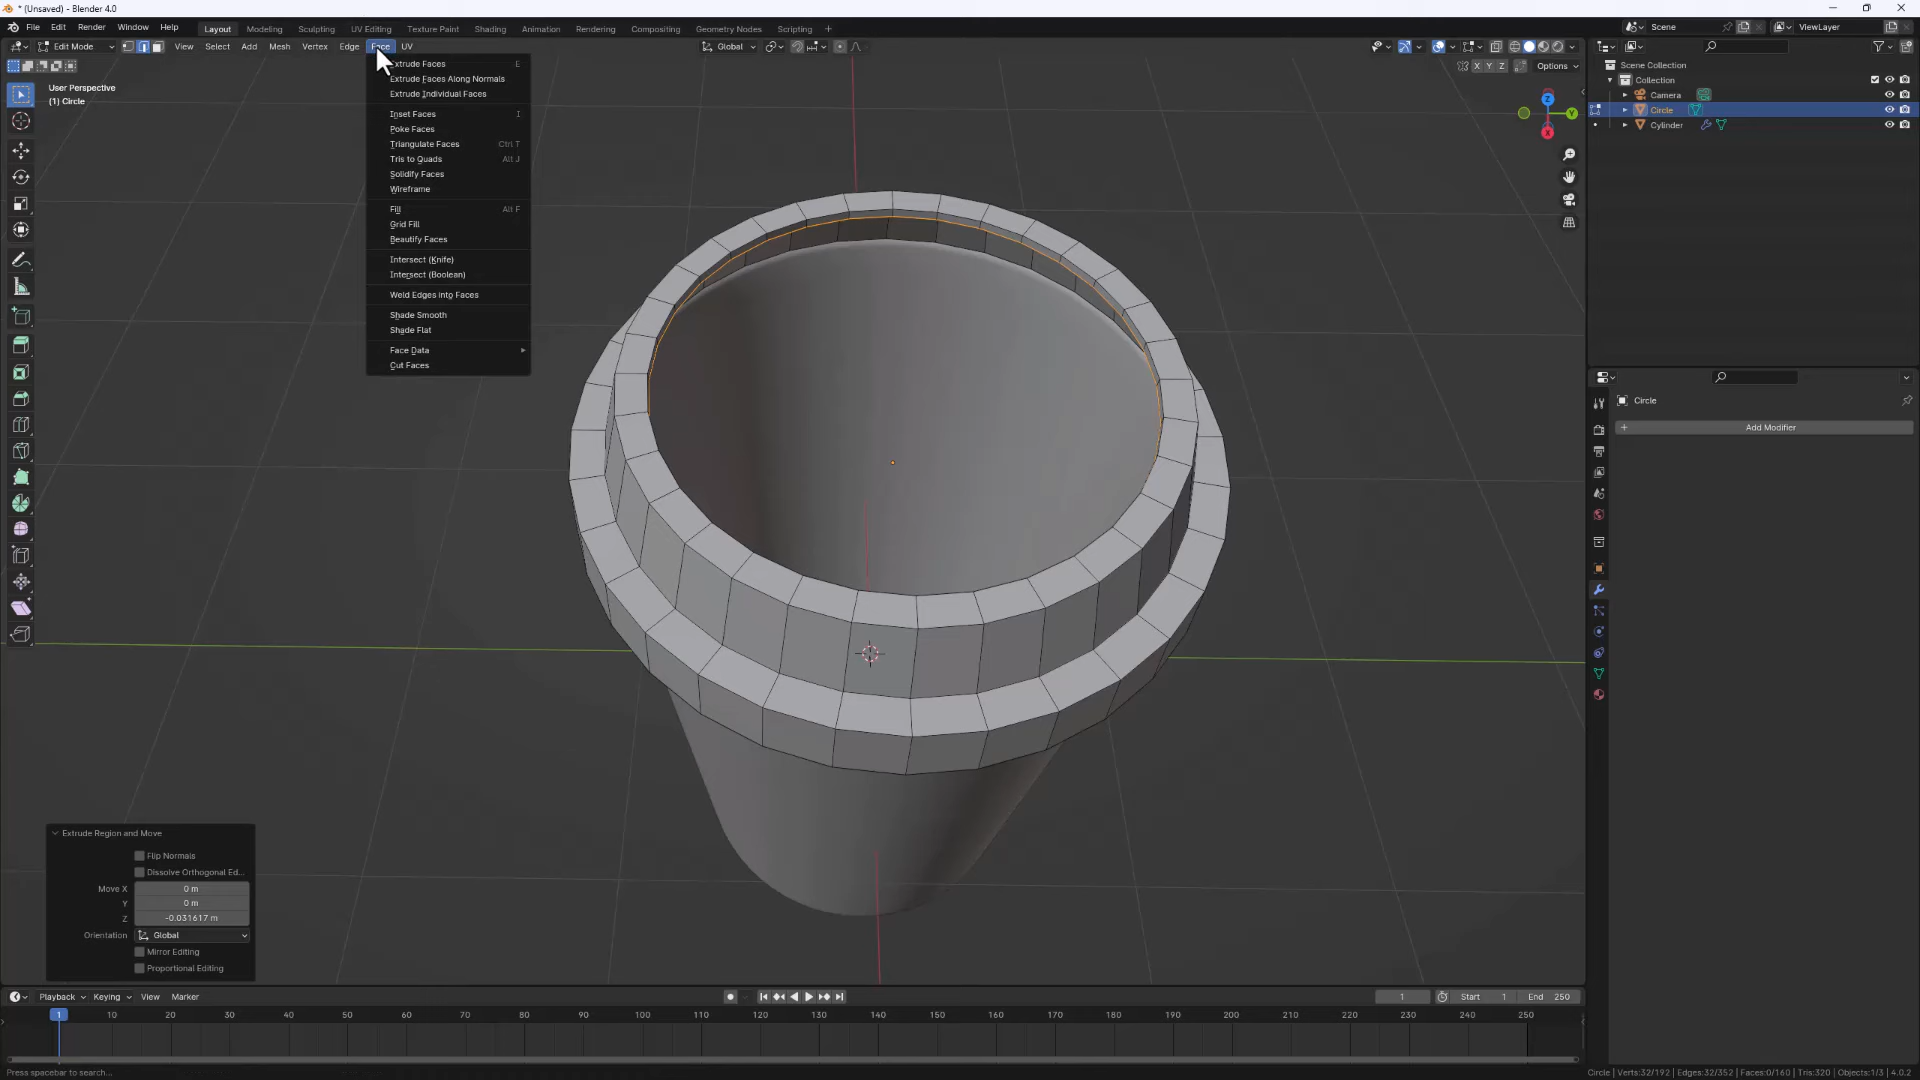 * (Unsaved) - Blender 4.0
File Edit Render Window Help Layout Modeling Sculpting UV Editing Texture Paint Shading Animation Rendering Compositing Geometry Nodes Scripting + Scene ViewLayer
Edit Mode View Select Add Mesh Vertex Edge Face UV Global
X Y Z Options
User Perspective
(1) Circle
Extrude Faces E
Extrude Faces Along Normals
Extrude Individual Faces
Inset Faces I
Poke Faces
Triangulate Faces Ctrl T
Tris to Quads Alt J
Solidify Faces
Wireframe
Fill Alt F
Grid Fill
Beautify Faces
Intersect (Knife)
Intersect (Boolean)
Weld Edges into Faces
Shade Smooth
Shade Flat
Face Data
Cut Faces
Z
Y
X
Scene Collection
Collection
Camera
Circle
Cylinder
Circle
+ Add Modifier
Extrude Region and Move
Flip Normals
Dissolve Orthogonal Ed...
Move X 0 m
Y 0 m
Z -0.031617 m
Orientation Global
Mirror Editing
Proportional Editing
Playback Keying View Marker 1 Start 1 End 250
1 10 20 30 40 50 60 70 80 90 100 110 120 130 140 150 160 170 180 190 200 210 220 230 240 250
Press spacebar to search...
Circle | Verts:32/192 | Edges:32/352 | Faces:0/160 | Tris:320 | Objects:1/3 | 4.0.2